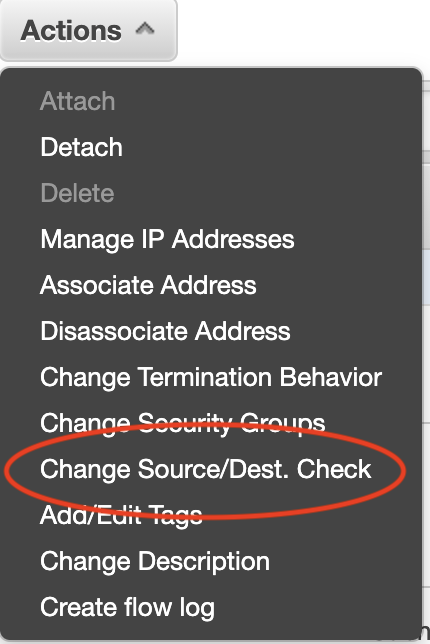 Actions
Attach
Detach
Delete
Manage IP Addresses
Associate Address
Disassociate Address
Change Termination Behavior
Change Security Groups
Change Source/Dest. Check
Add/Edit Tags
Change Description
Create flow log